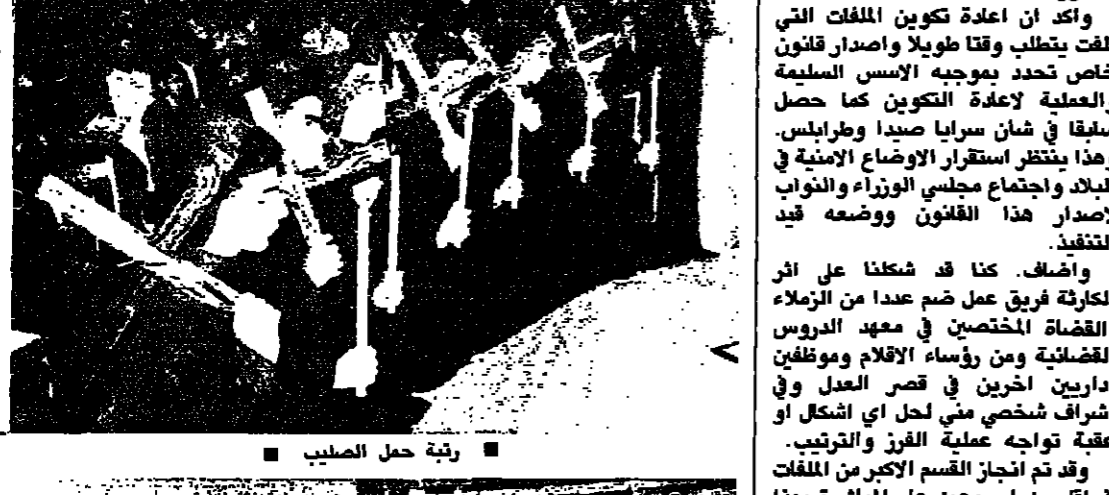 واكد ان اعادة تكوين الملفات التي
تلفت يتطلب وقتا طويلا واصدار قانون
خاص تحدد بموجبه الاسس السليمة
والعملية لاعادة التكوين كما حصل
سابقا في شأن سرايا صيدا وطرابلس.
وهذا ينتظر استقرار الاوضاع الامنية في
البلاد واجتماع مجلسي الوزراء والنواب
لاصدار هذا القانون ووضعه قيد
التنفيذ.
واضاف. كنا قد شكلنا على اثر
الكارثة فريق عمل ضم عددا من الزملاء
القضاة المختصين في معهد الدروس
القضائية ومن رؤساء الاقلام وموظفين
اداريين اخرين في قصر العدل وفي
اشراف شخصي مني لحل اي اشكال او
عقبة تواجه عملية الفرز والترتيب.
وقد تم انجاز القسم الاكبر من الملفات
■ رتبة حمل الصليب ■